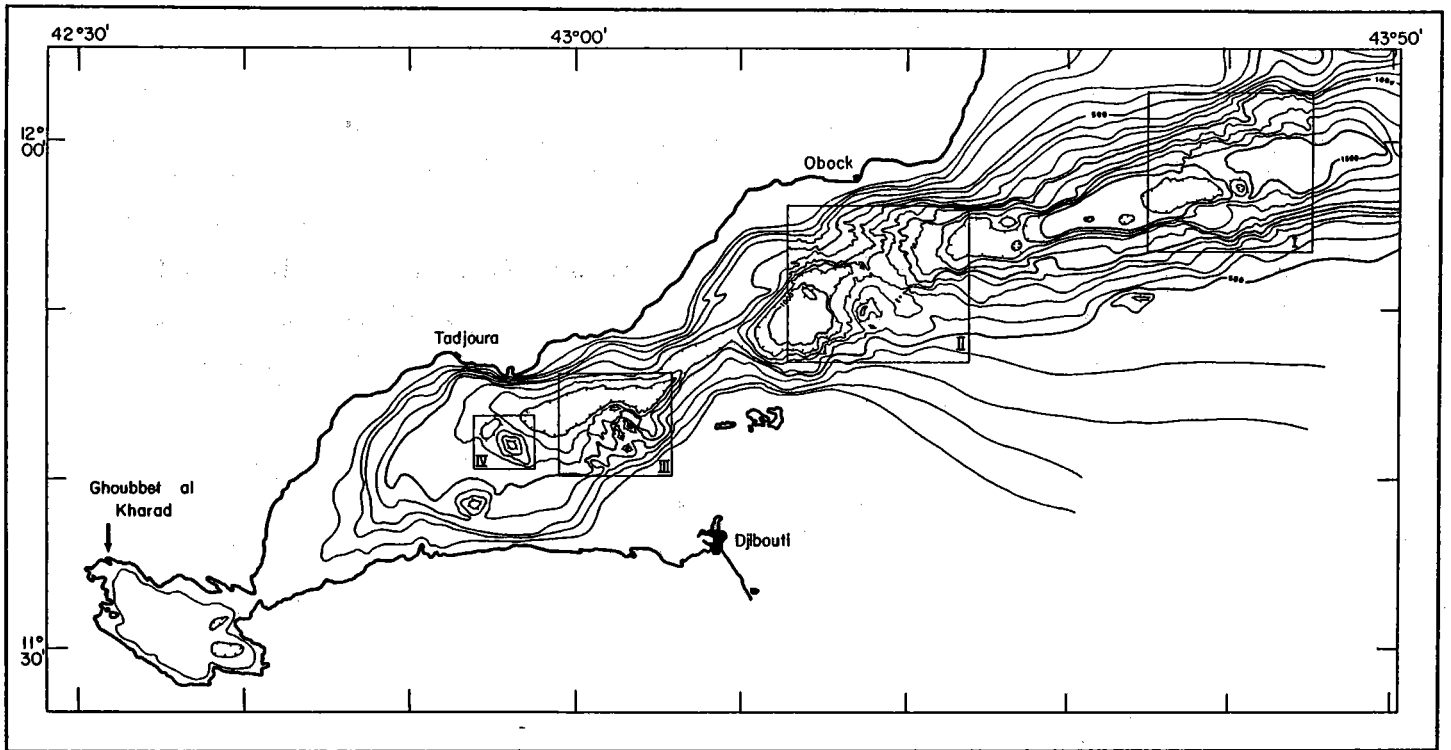 42°30'
43°00'
43°50'
1000
500
12°
00'
Obock
1500
I
500
Tadjoura
II
IV
III
Ghoubbet al
Kharad
Djibouti
11°
30'